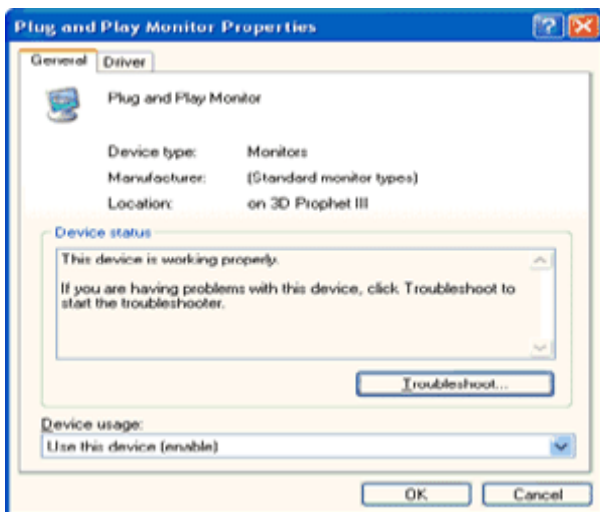 Plug and Play Monitor Properties
General Driver
Plug and Play Monitor
Device type: Monitors
Manufacturer: (Standard monitor types)
Location: on 3D Prophet III
Device status
This device is working properly.
If you are having problems with this device, click Troubleshoot to
start the troubleshooter.
Troubleshoot...
Device usage:
Use this device (enable)
OK Cancel